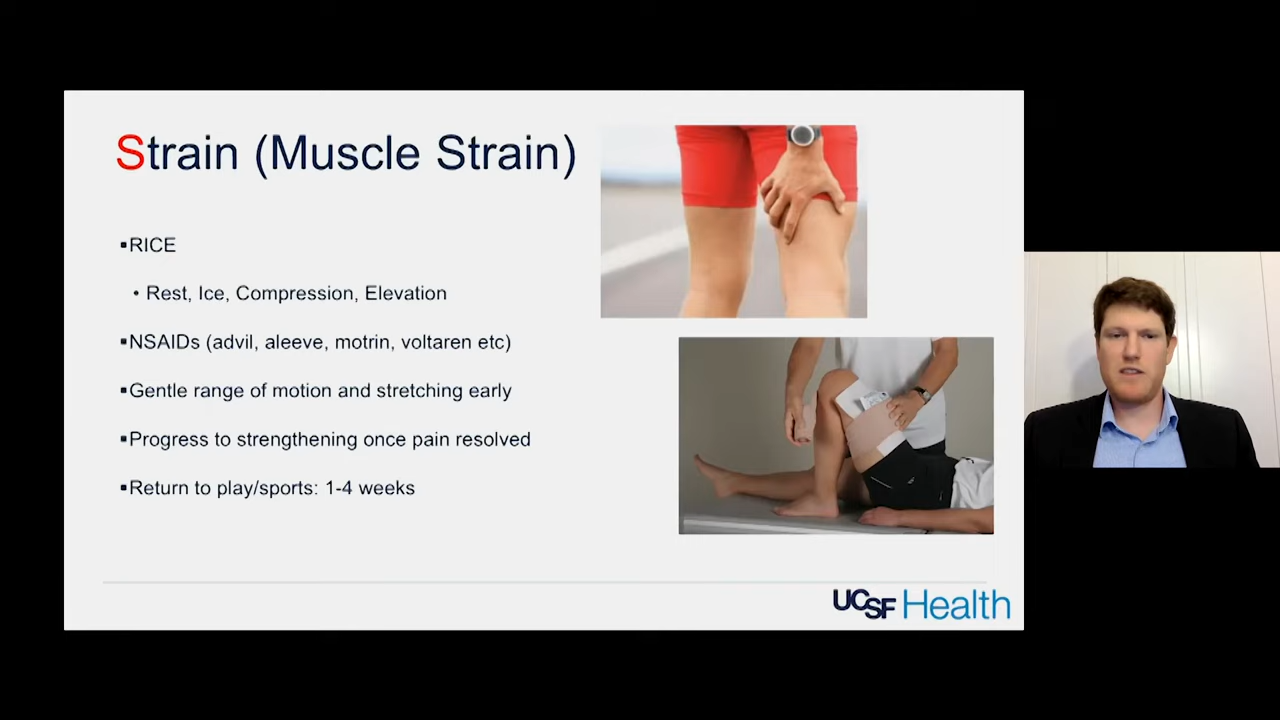 Strain (Muscle Strain)
RICE
Rest, Ice, Compression, Elevation
NSAIDs (advil, aleeve, motrin, voltaren etc)
Gentle range of motion and stretching early
Progress to strengthening once pain resolved
Return to play/sports: 1-4 weeks
UCSF Health